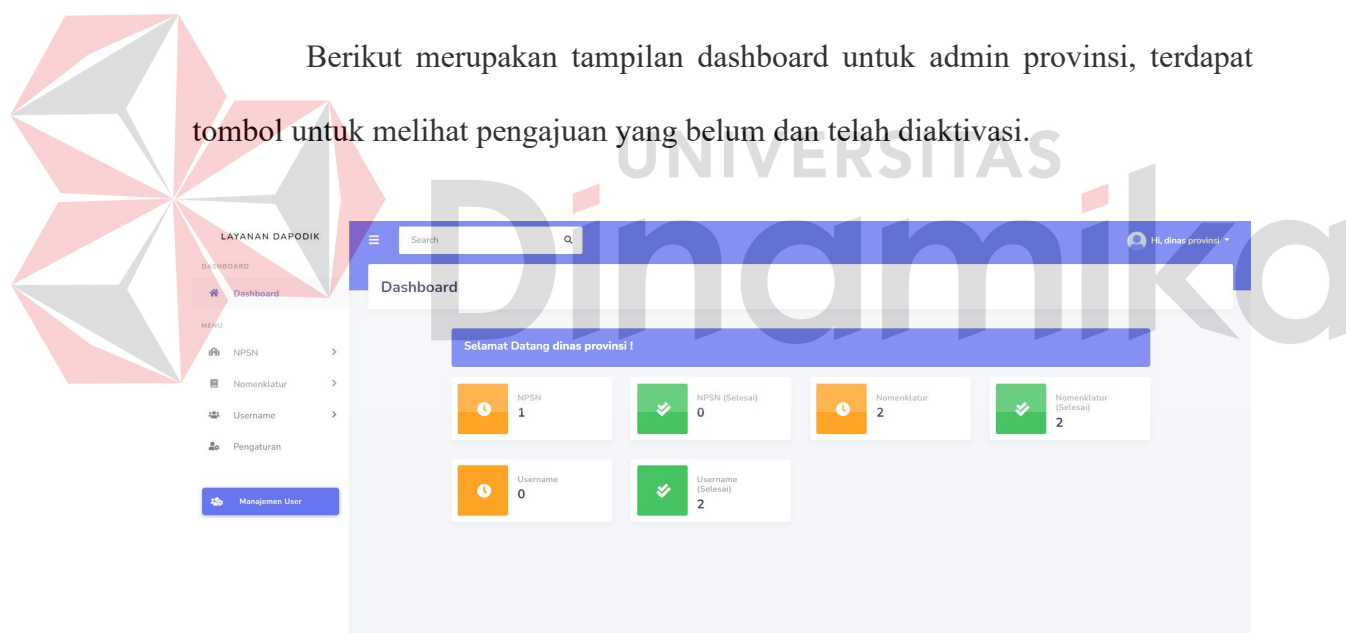 Berikut merupakan tampilan dashboard untuk admin provinsi, terdapat
tombol untuk melihat pengajuan yang belum dan telah diaktivasi.
UNIVERSITAS
Dinamika
LAYANAN DAPODIK
DASHBOARD
Dashboard
MENU
NPSN
Nomenklatur
Username
Pengaturan
Manajemen User
Search
Hi, dinas provinsi
Dashboard
Selamat Datang dinas provinsi !
NPSN
1
NPSN (Selesai)
0
Nomenklatur
2
Nomenklatur
(Selesai)
2
Username
0
Username
(Selesai)
2